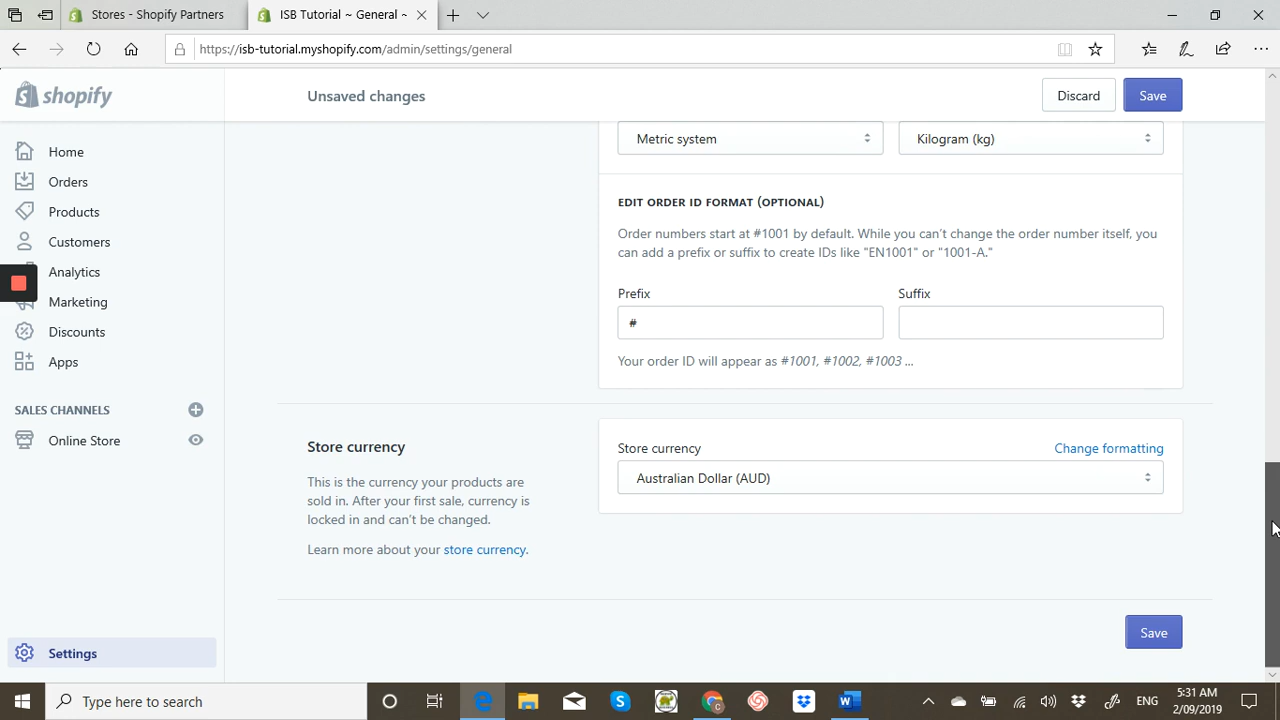 Stores - Shopify Partners
ISB Tutorial ~ General ~
https://isb-tutorial.myshopify.com/admin/settings/general
shopify
Unsaved changes
Discard
Save
Home
Orders
Products
Customers
Analytics
Marketing
Discounts
Apps
SALES CHANNELS
Online Store
Settings
Metric system
Kilogram (kg)
EDIT ORDER ID FORMAT (OPTIONAL)
Order numbers start at #1001 by default. While you can't change the order number itself, you
can add a prefix or suffix to create IDs like "EN1001" or "1001-A."
Prefix
Suffix
#
Your order ID will appear as #1001, #1002, #1003 ...
Store currency
This is the currency your products are
sold in. After your first sale, currency is
locked in and can't be changed.
Learn more about your store currency.
Store currency
Change formatting
Australian Dollar (AUD)
Save
Type here to search
ENG
5:31 AM
2/09/2019